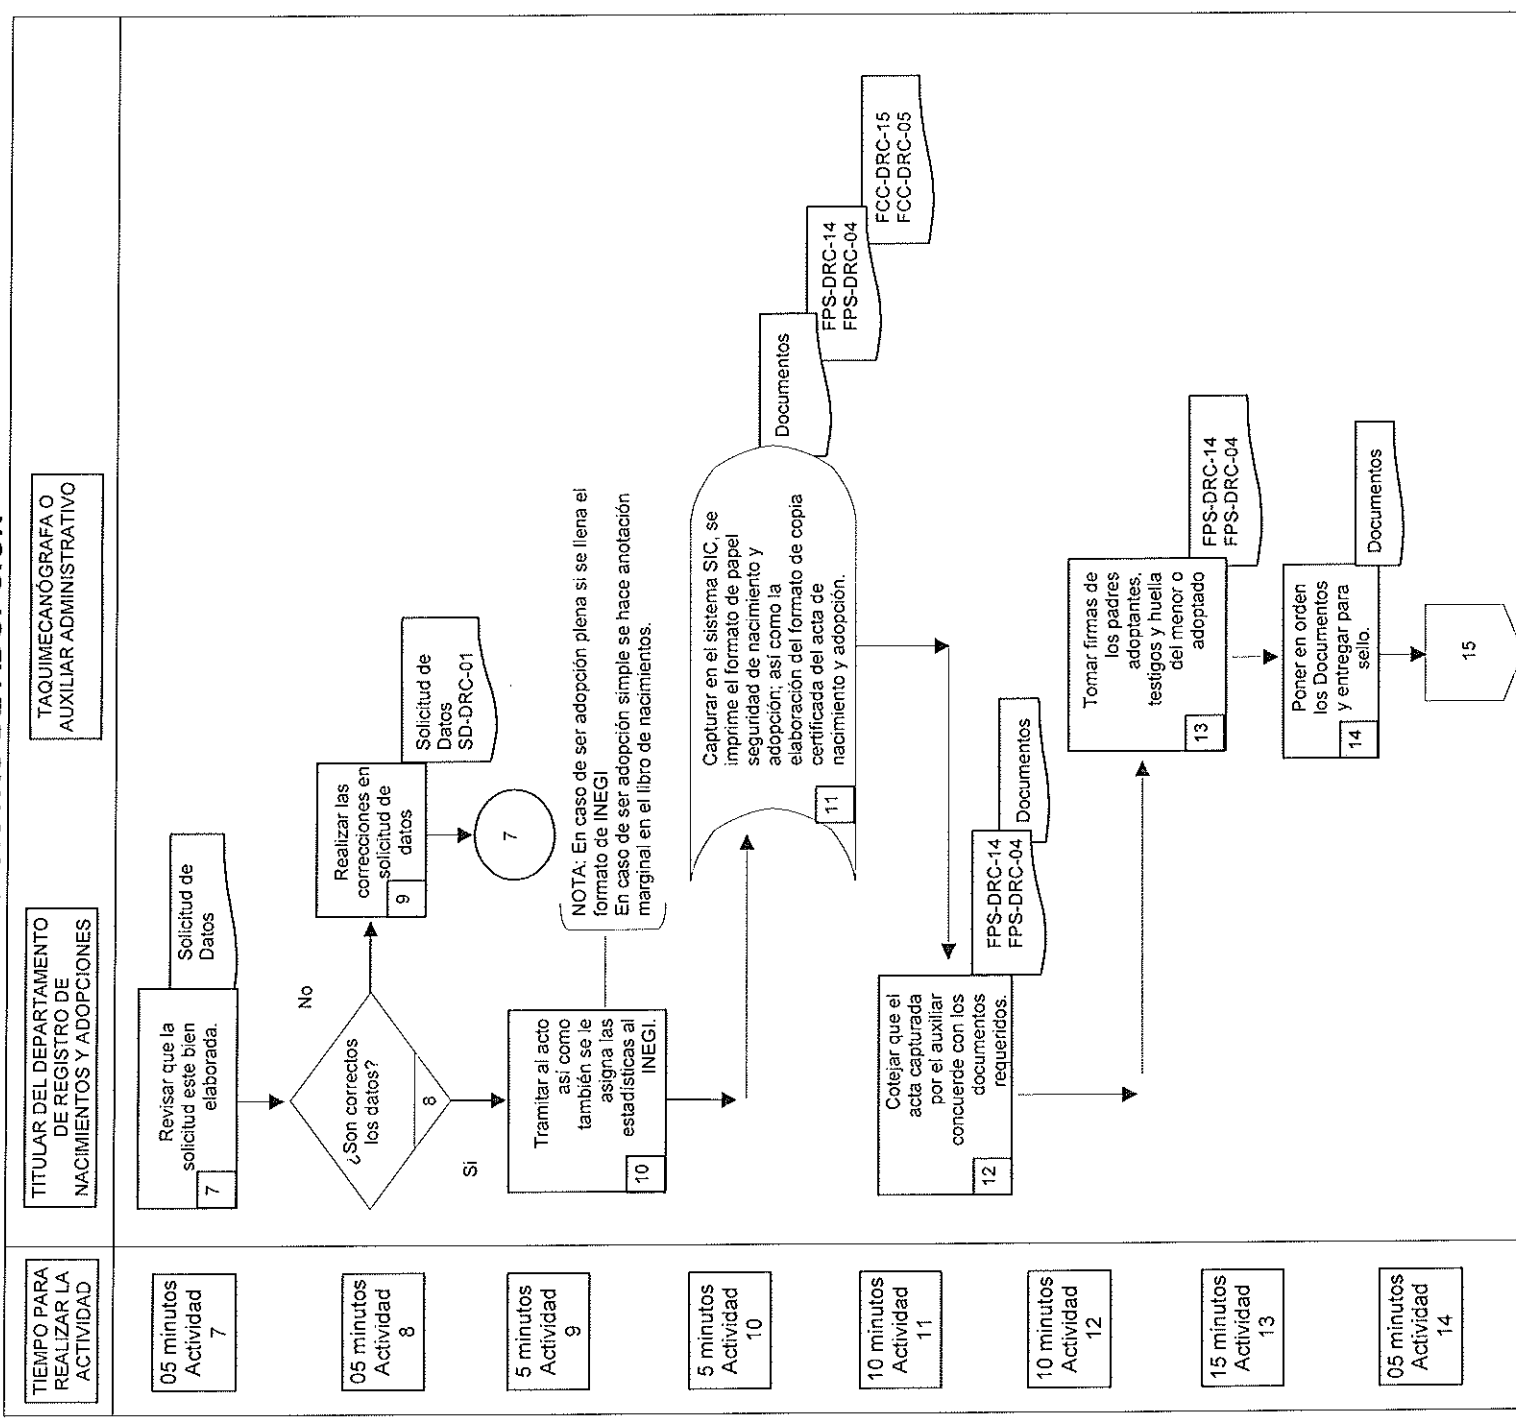 TIEMPO PARA
REALIZAR LA
ACTIVIDAD
TITULAR DEL DEPARTAMENTO
DE REGISTRO DE
NACIMIENTOS Y ADOPCIONES
TAQUIMECANÓGRAFA O
AUXILIAR ADMINISTRATIVO
05 minutos
Actividad
7
Revisar que la
solicitud este bien
elaborada.
7
Solicitud de
Datos
05 minutos
Actividad
8
¿Son correctos
los datos?
8
No
Si
Realizar las
correcciones en
solicitud de
datos
9
Solicitud de
Datos
SD-DRC-01
7
5 minutos
Actividad
9
Tramitar al acto
así como
también se le
asigna las
estadísticas al
INEGI.
10
NOTA: En caso de ser adopción plena si se llena el
formato de INEGI
En caso de ser adopción simple se hace anotación
marginal en el libro de nacimientos.
5 minutos
Actividad
10
Capturar en el sistema SIC, se
imprime el formato de papel
seguridad de nacimiento y
adopción; así como la
elaboración del formato de copia
certificada del acta de
nacimiento y adopción.
11
Documentos
FPS-DRC-14
FPS-DRC-04
FCC-DRC-15
FCC-DRC-05
10 minutos
Actividad
11
Cotejar que el
acta capturada
por el auxiliar
concuerde con los
documentos
requeridos.
12
FPS-DRC-14
FPS-DRC-04
Documentos
10 minutos
Actividad
12
Tomar firmas de
los padres
adoptantes,
testigos y huella
del menor o
adoptado
13
FPS-DRC-14
FPS-DRC-04
15 minutos
Actividad
13
Poner en orden
los Documentos
y entregar para
sello.
14
Documentos
05 minutos
Actividad
14
15